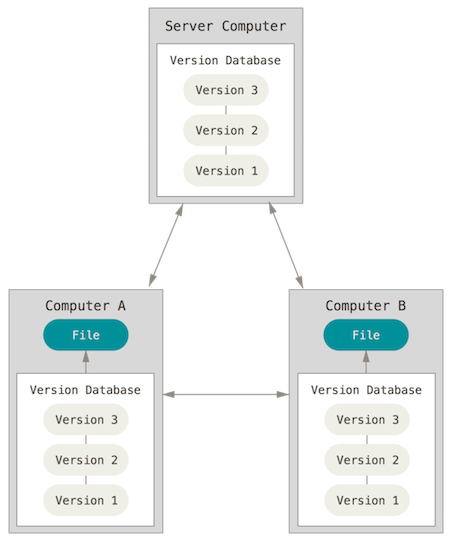 Server Computer
Version Database
Version 3
Version 2
Version 1
Computer A
File
Version Database
Version 3
Version 2
Version 1
Computer B
File
Version Database
Version 3
Version 2
Version 1